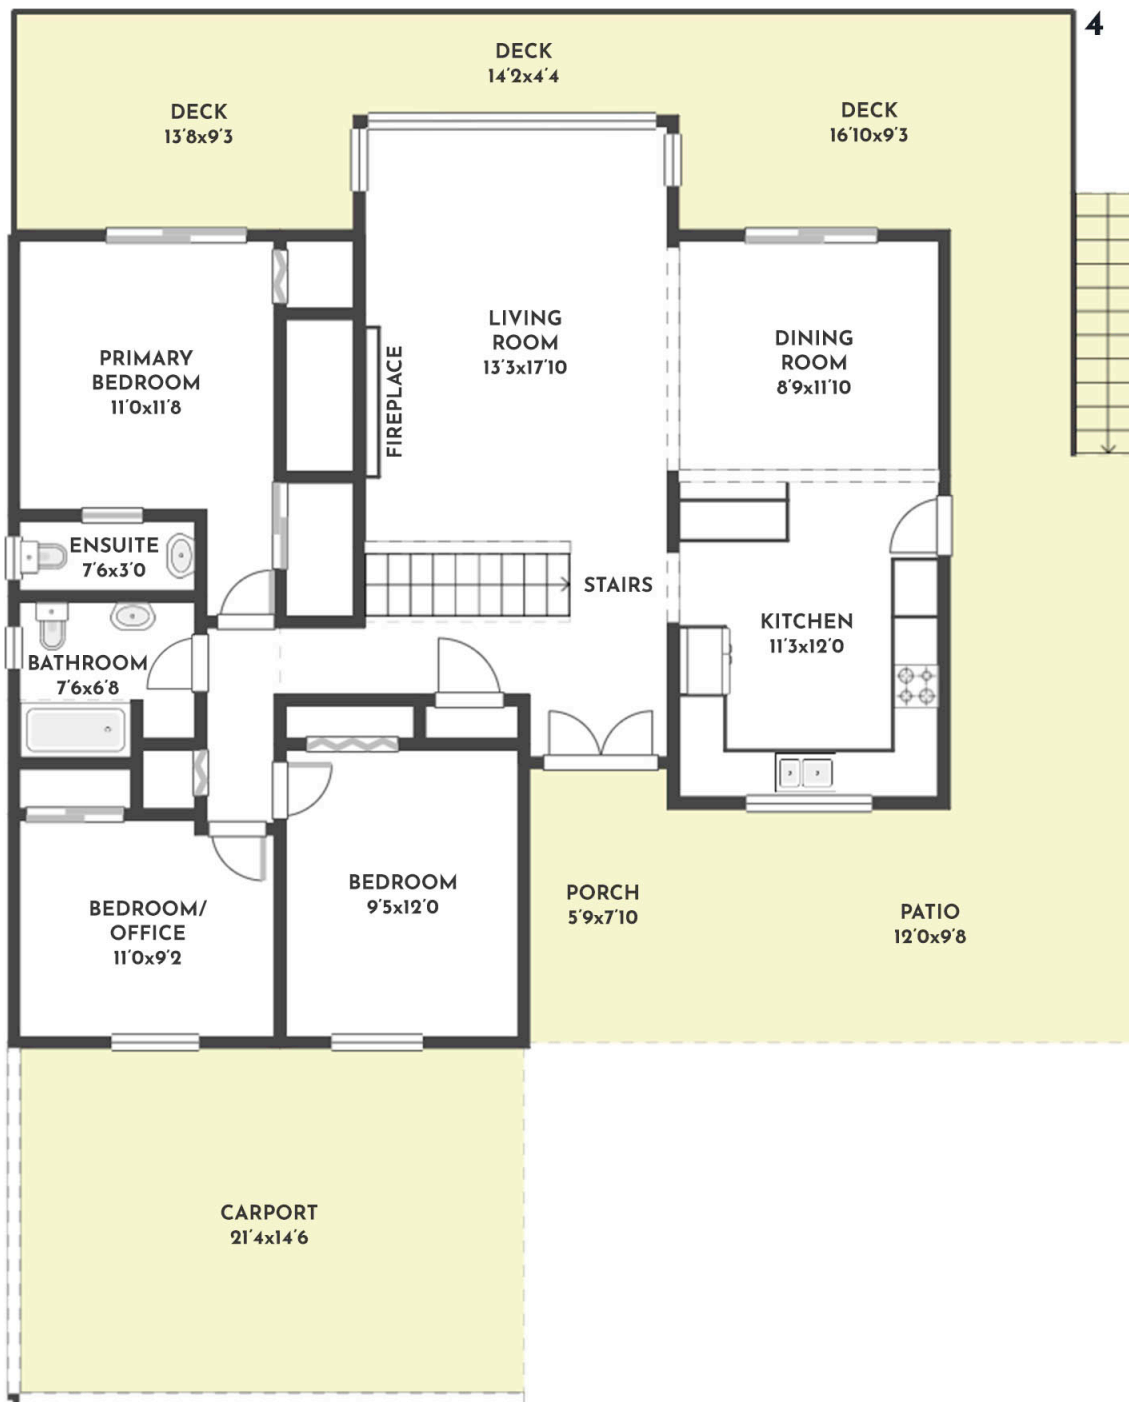 4
DECK
14'2x4'4
DECK
13'8x9'3
DECK
16'10x9'3
LIVING
ROOM
13'3x17'10
DINING
ROOM
8'9x11'10
PRIMARY
BEDROOM
11'0x11'8
FIREPLACE
ENSUITE
7'6x3'0
STAIRS
KITCHEN
11'3x12'0
BATHROOM
7'6x6'8
BEDROOM
9'5x12'0
PORCH
5'9x7'10
BEDROOM/
OFFICE
11'0x9'2
PATIO
12'0x9'8
CARPORT
21'4x14'6